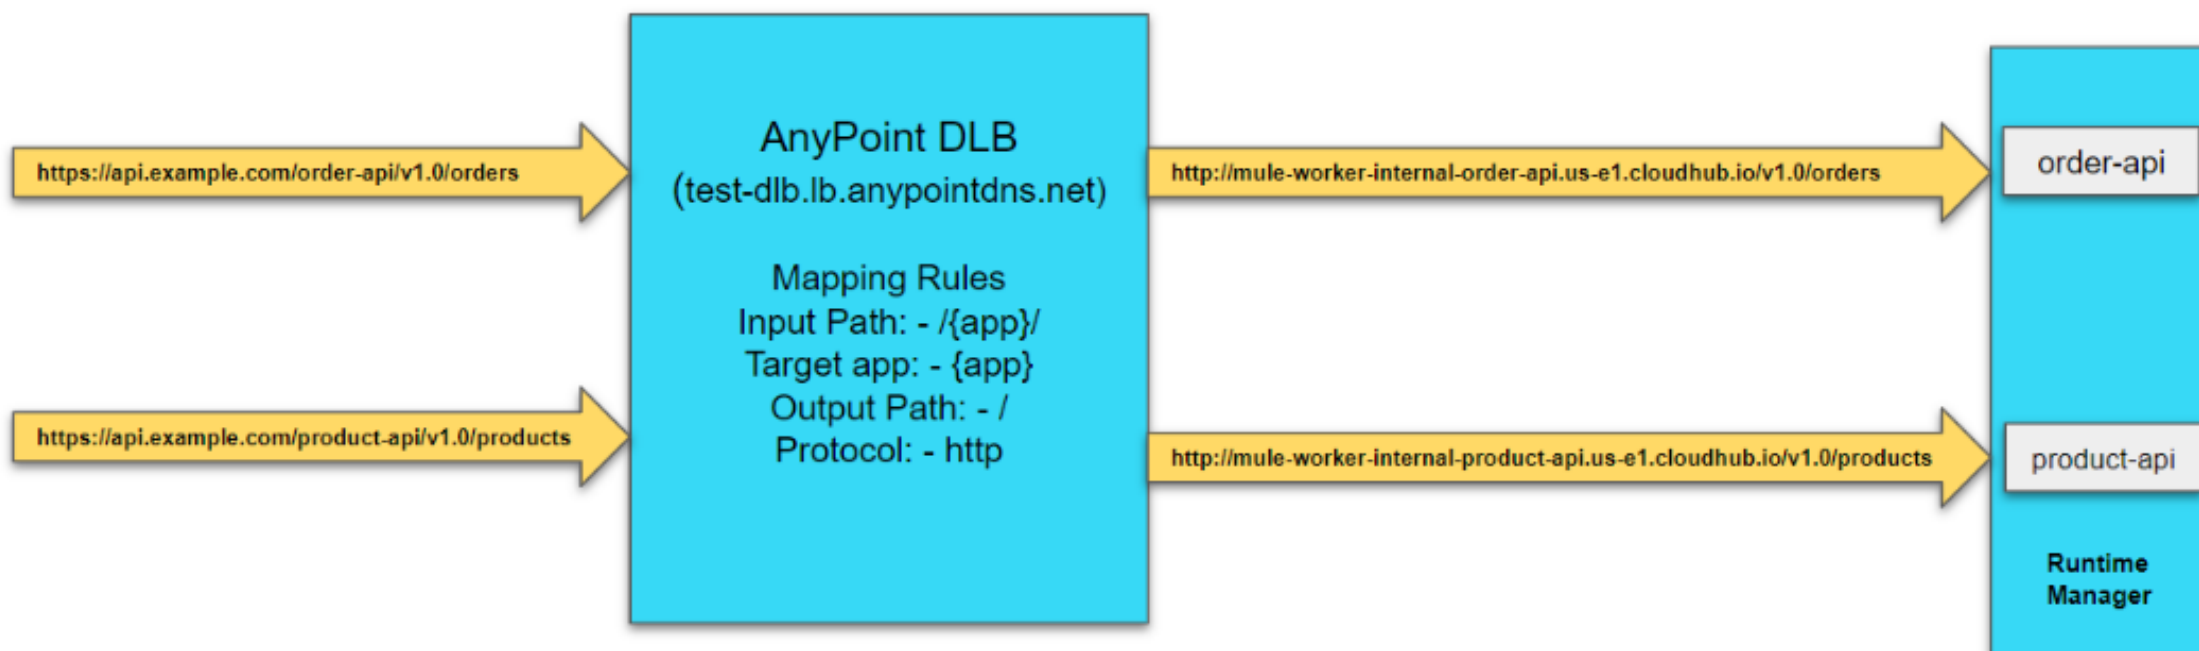 https://api.example.com/order-api/v1.0/orders
https://api.example.com/product-api/v1.0/products
AnyPoint DLB
(test-dlb.lb.anypointdns.net)
Mapping Rules
Input Path: - /{app}/
Target app: - {app}
Output Path: - /
Protocol: - http
http://mule-worker-internal-order-api.us-e1.cloudhub.io/v1.0/orders
http://mule-worker-internal-product-api.us-e1.cloudhub.io/v1.0/products
order-api
product-api
Runtime
Manager